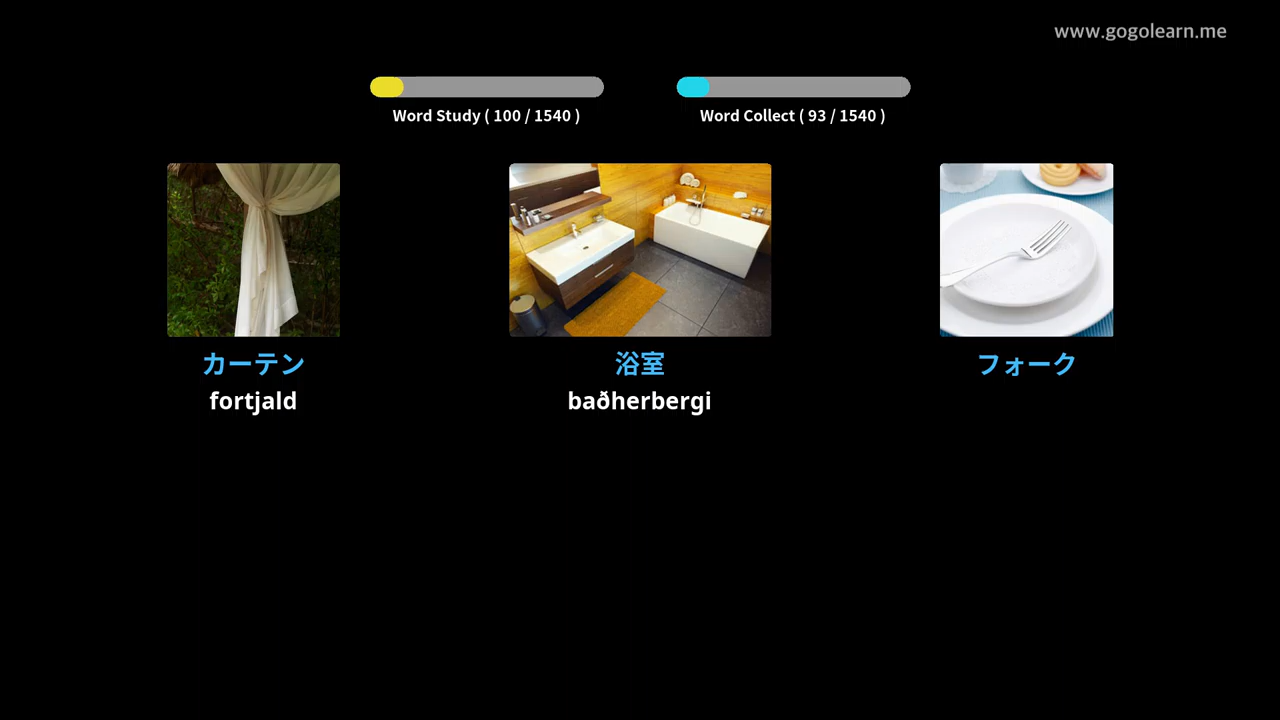 www.gogolearn.me
Word Study ( 100 / 1540 )
Word Collect ( 93 / 1540 )
カーテン
浴室
フォーク
fortjald
baðherbergi